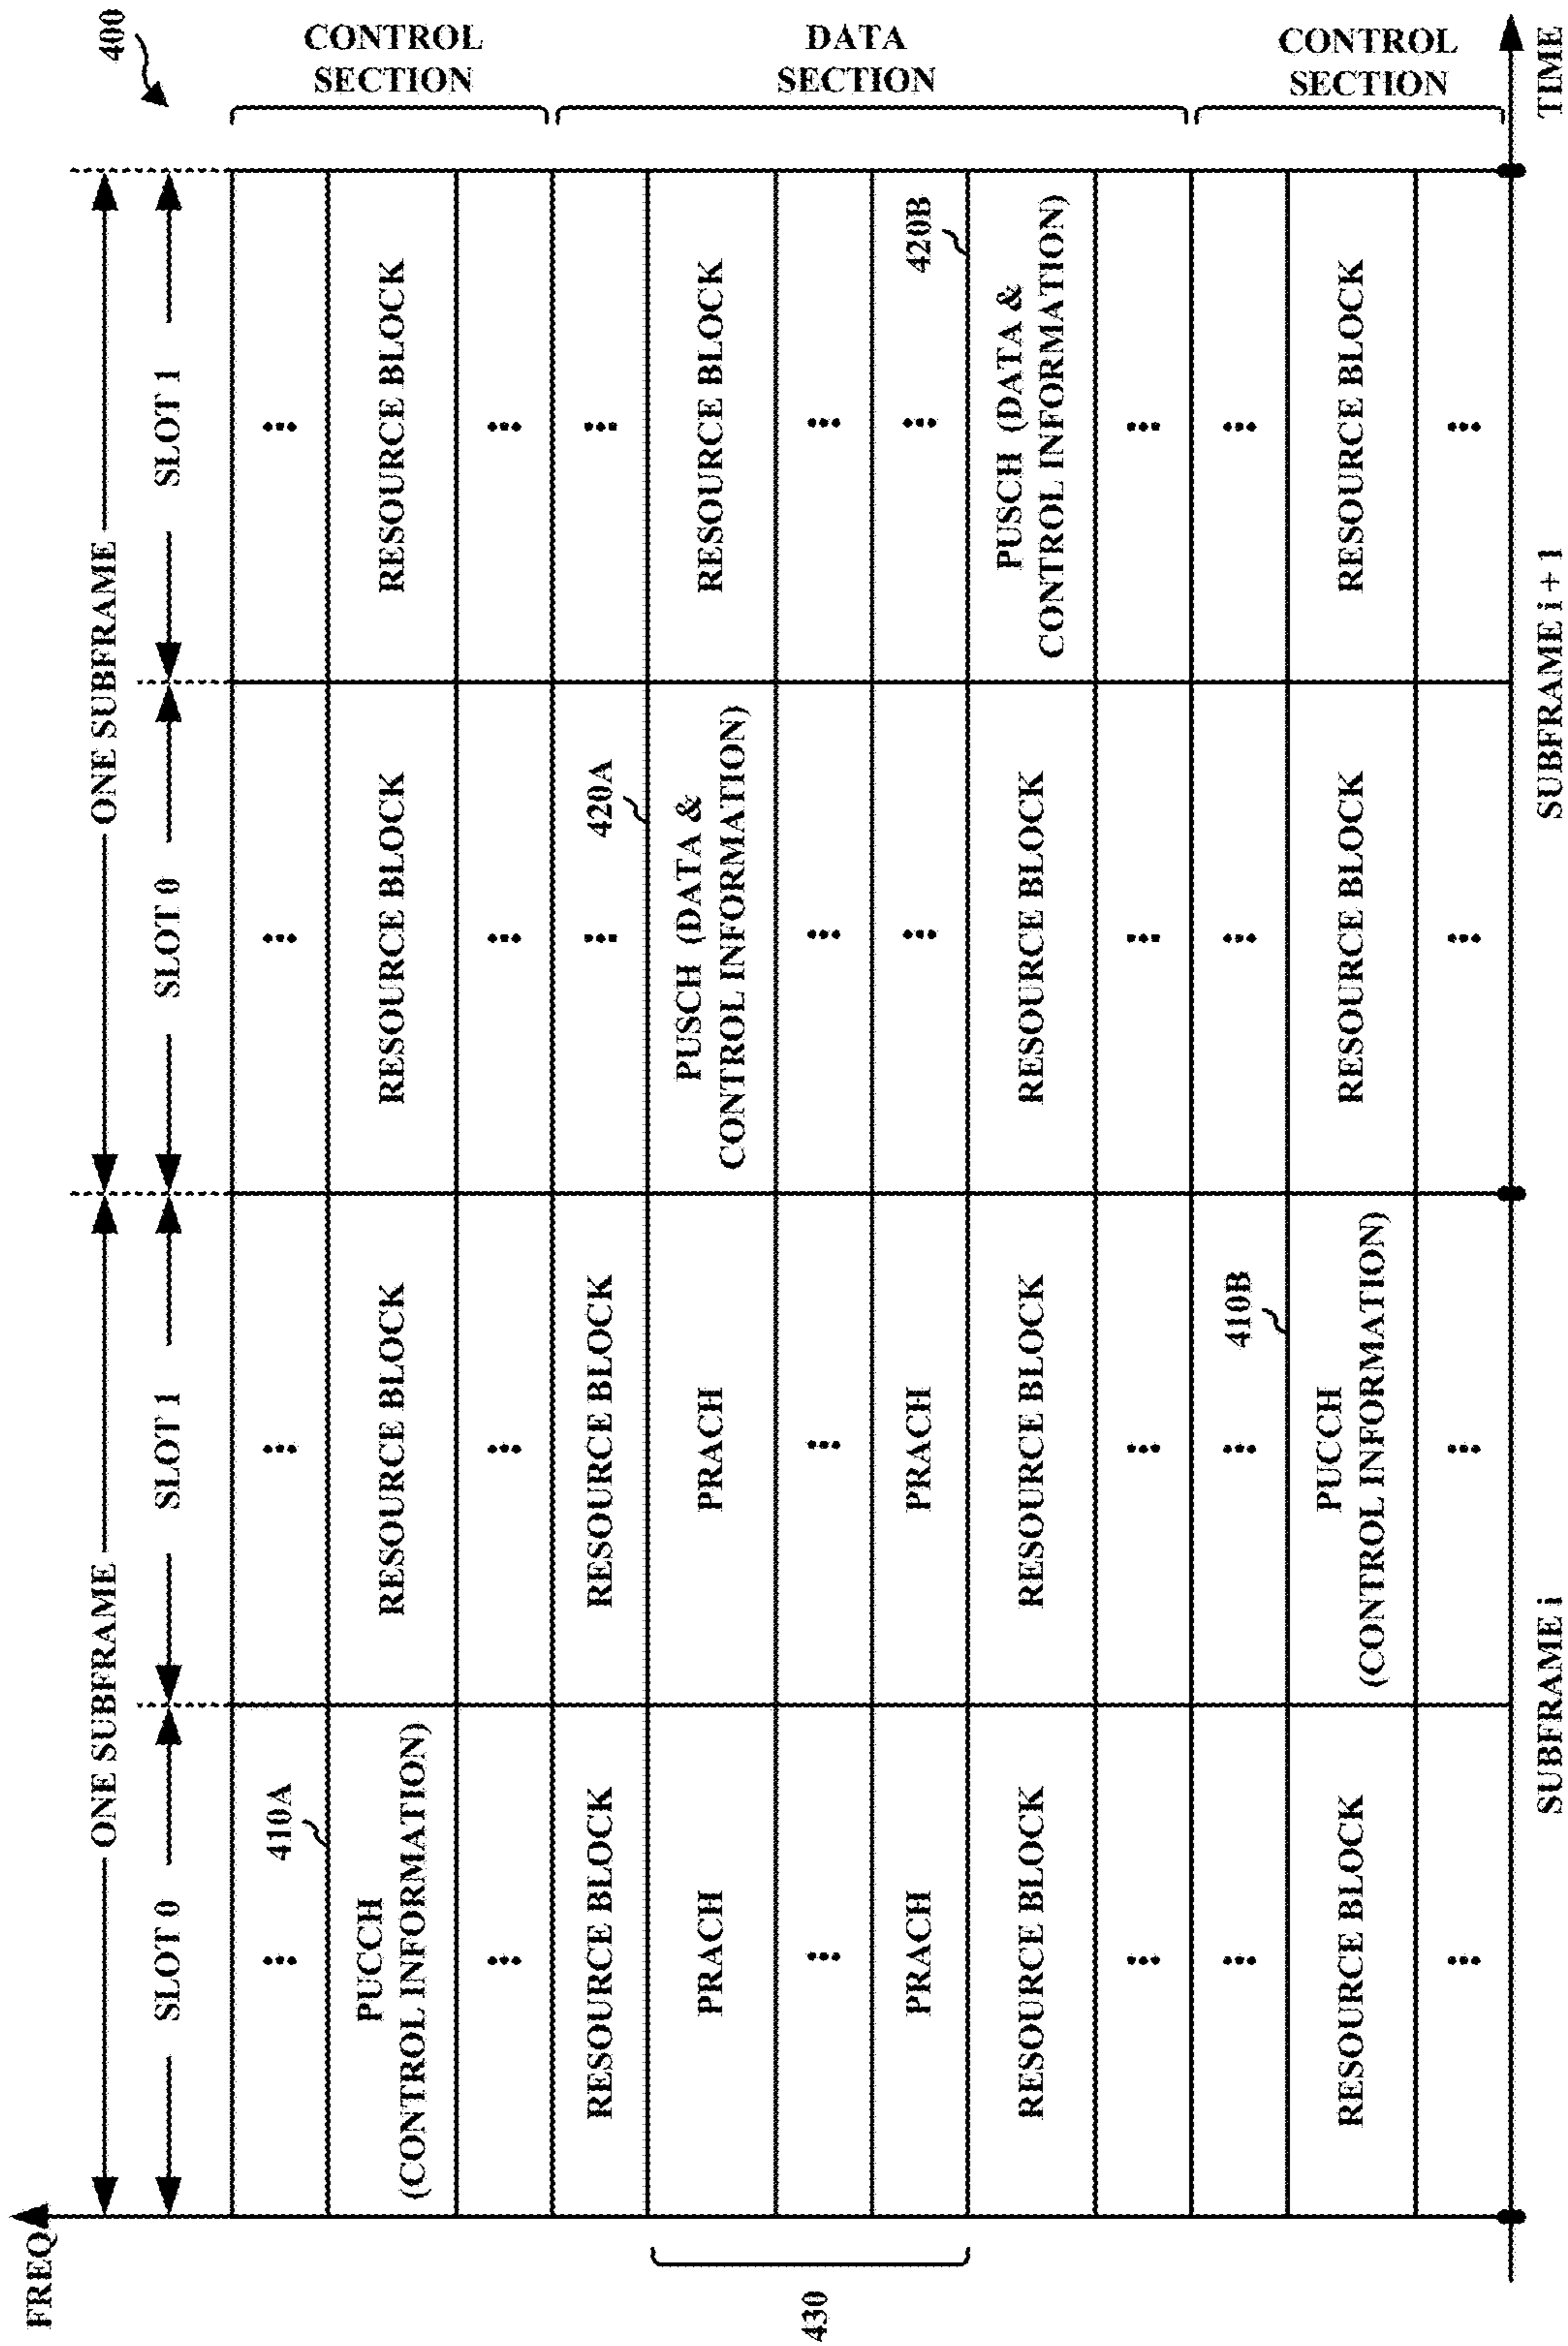 400
FREQ
ONE SUBFRAME
ONE SUBFRAME
SLOT 0
SLOT 1
SLOT 0
SLOT 1
410A
...
...
...
...
CONTROL
SECTION
PUCCH
(CONTROL INFORMATION)
RESOURCE BLOCK
RESOURCE BLOCK
RESOURCE BLOCK
...
...
...
...
RESOURCE BLOCK
RESOURCE BLOCK
...
420A
...
PRACH
PRACH
PUSCH (DATA &
CONTROL INFORMATION)
RESOURCE BLOCK
DATA
SECTION
430
...
...
...
...
PRACH
PRACH
...
...
420B
RESOURCE BLOCK
RESOURCE BLOCK
RESOURCE BLOCK
PUSCH (DATA &
CONTROL INFORMATION)
...
...
...
...
...
...
410B
...
...
RESOURCE BLOCK
PUCCH
(CONTROL INFORMATION)
RESOURCE BLOCK
RESOURCE BLOCK
CONTROL
SECTION
...
...
...
...
SUBFRAME i
SUBFRAME i + 1
TIME